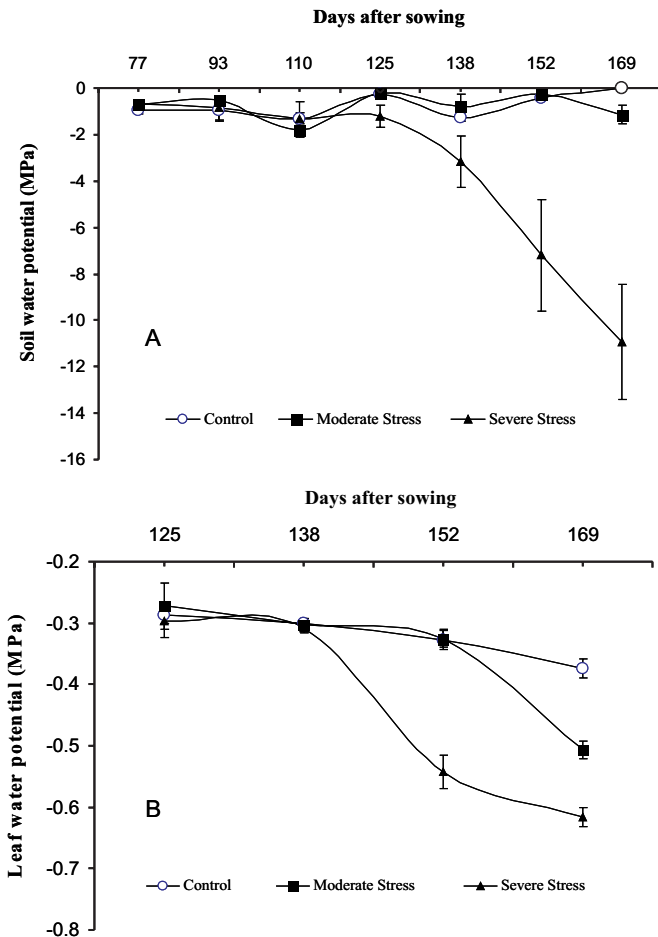 Days after sowing
77 93 110 125 138 152 169
0
-2
-4
-6
-8
-10
-12
-14
-16
Soil water potential (MPa)
A
Control Moderate Stress Severe Stress
Days after sowing
125 138 152 169
-0.2
-0.3
-0.4
-0.5
-0.6
-0.7
-0.8
Leaf water potential (MPa)
B
Control Moderate Stress Severe Stress